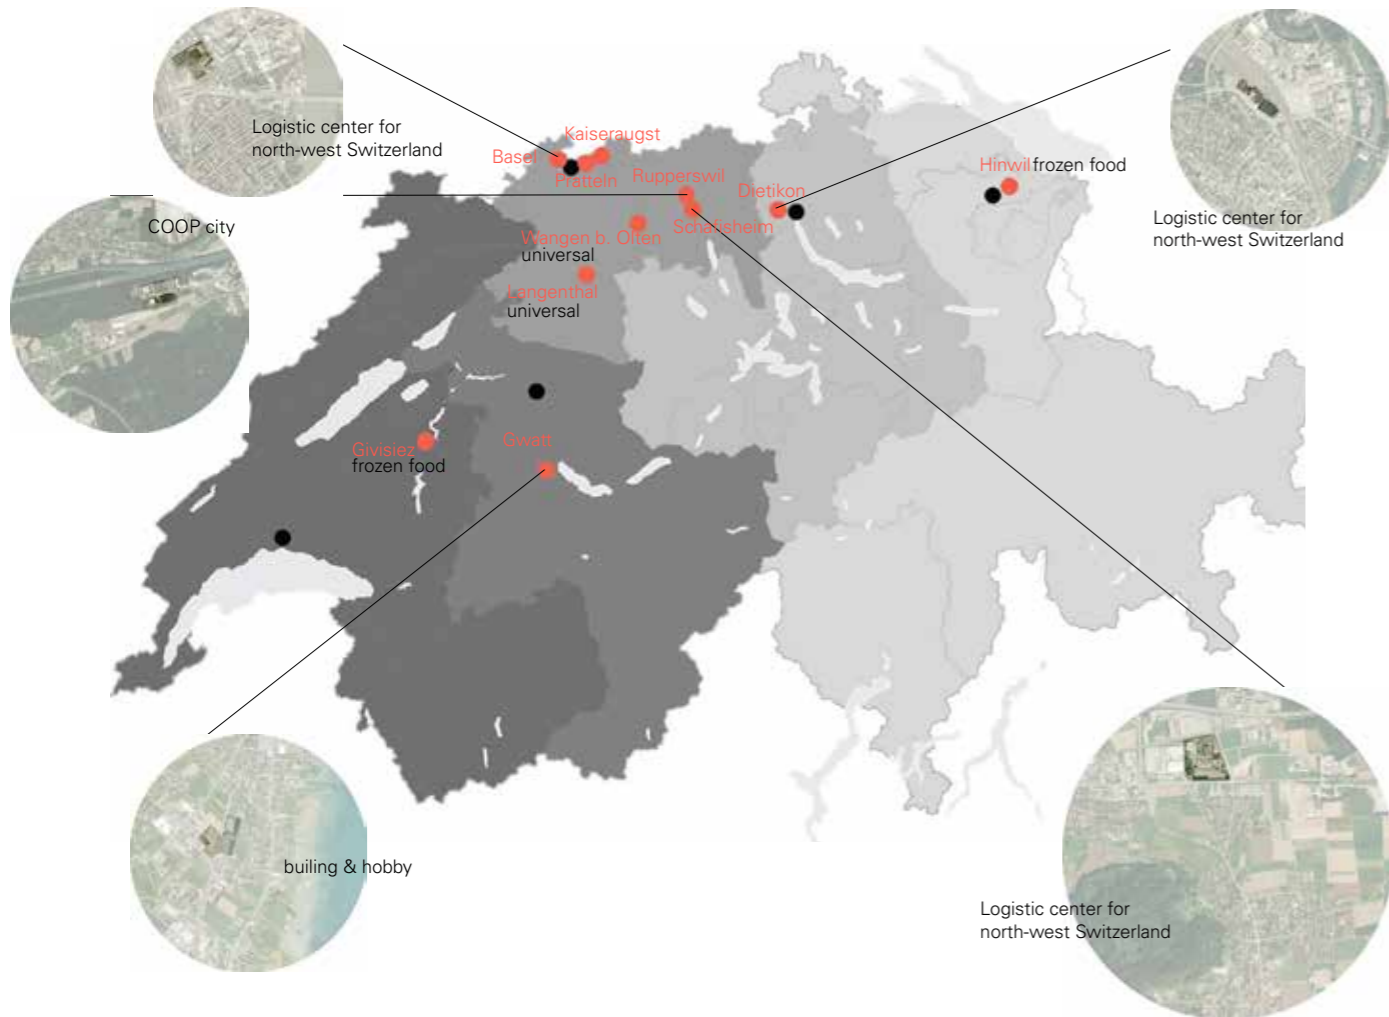 Logistic center for
north-west Switzerland
COOP city
Kaiseraugst
Basel
Pratteln
Rupperswil
Dietikon
Schafisheim
Hinwil frozen food
Logistic center for
north-west Switzerland
Wangen b. Olten
universal
Langenthal
universal
Givisiez
frozen food
Gwatt
builing & hobby
Logistic center for
north-west Switzerland